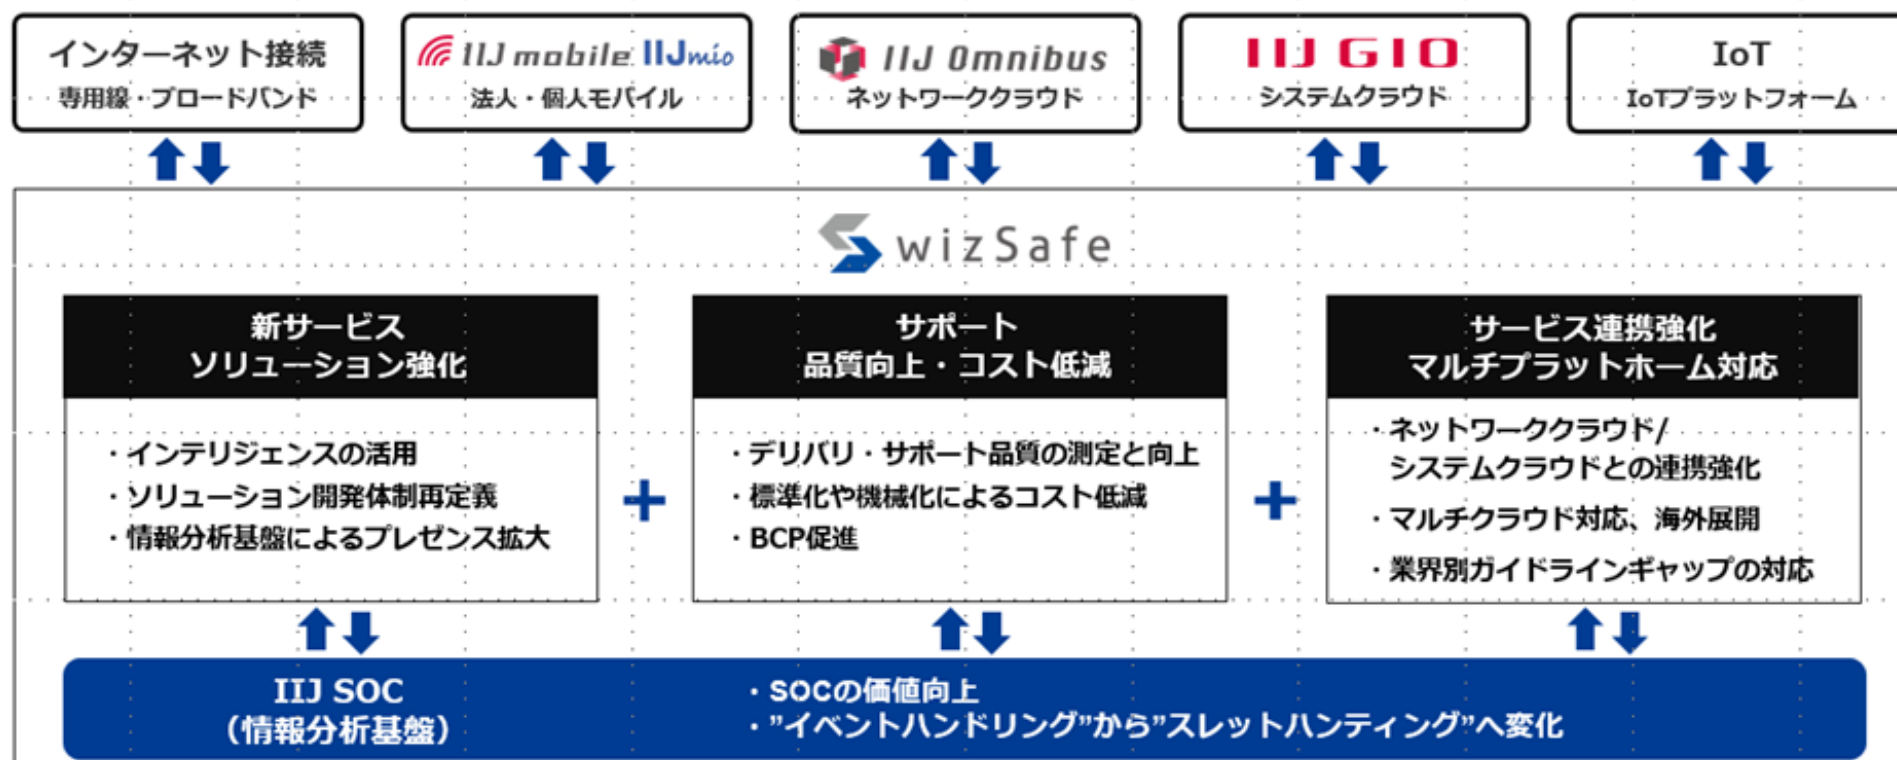 インターネット接続
専用線・ブロードバンド
IIJ mobile IIJmio
法人・個人モバイル
IIJ Omnibus
ネットワーククラウド
IIJ GIO
システムクラウド
IoT
IoTプラットフォーム
wizSafe
新サービス
ソリューション強化
・インテリジェンスの活用
・ソリューション開発体制再定義
・情報分析基盤によるプレゼンス拡大
+
サポート
品質向上・コスト低減
・デリバリ・サポート品質の測定と向上
・標準化や機械化によるコスト低減
・BCP促進
+
サービス連携強化
マルチプラットホーム対応
・ネットワーククラウド/
システムクラウドとの連携強化
・マルチクラウド対応、海外展開
・業界別ガイドラインギャップの対応
IIJ SOC
（情報分析基盤）
・SOCの価値向上
・”イベントハンドリング”から”スレットハンティング”へ変化